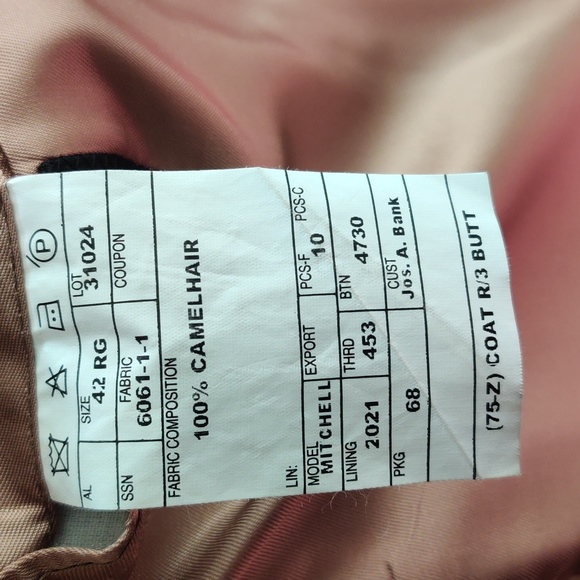 P
AL SIZE 42 RG LOT 31024
SSN FABRIC 6061-1-1 COUPON
FABRIC COMPOSITION
100% CAMELHAIR
LIN:
MODEL MITCHELL EXPORT PCS-F 10 PCS-C
LINING 2021 THRD 453 BTN 4730
PKG 68 CUST Jos. A. Bank
(75-Z) COAT R/3 BUTT